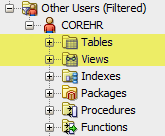 Other Users (Filtered)
COREHR
Tables
Views
Indexes
Packages
Procedures
Functions